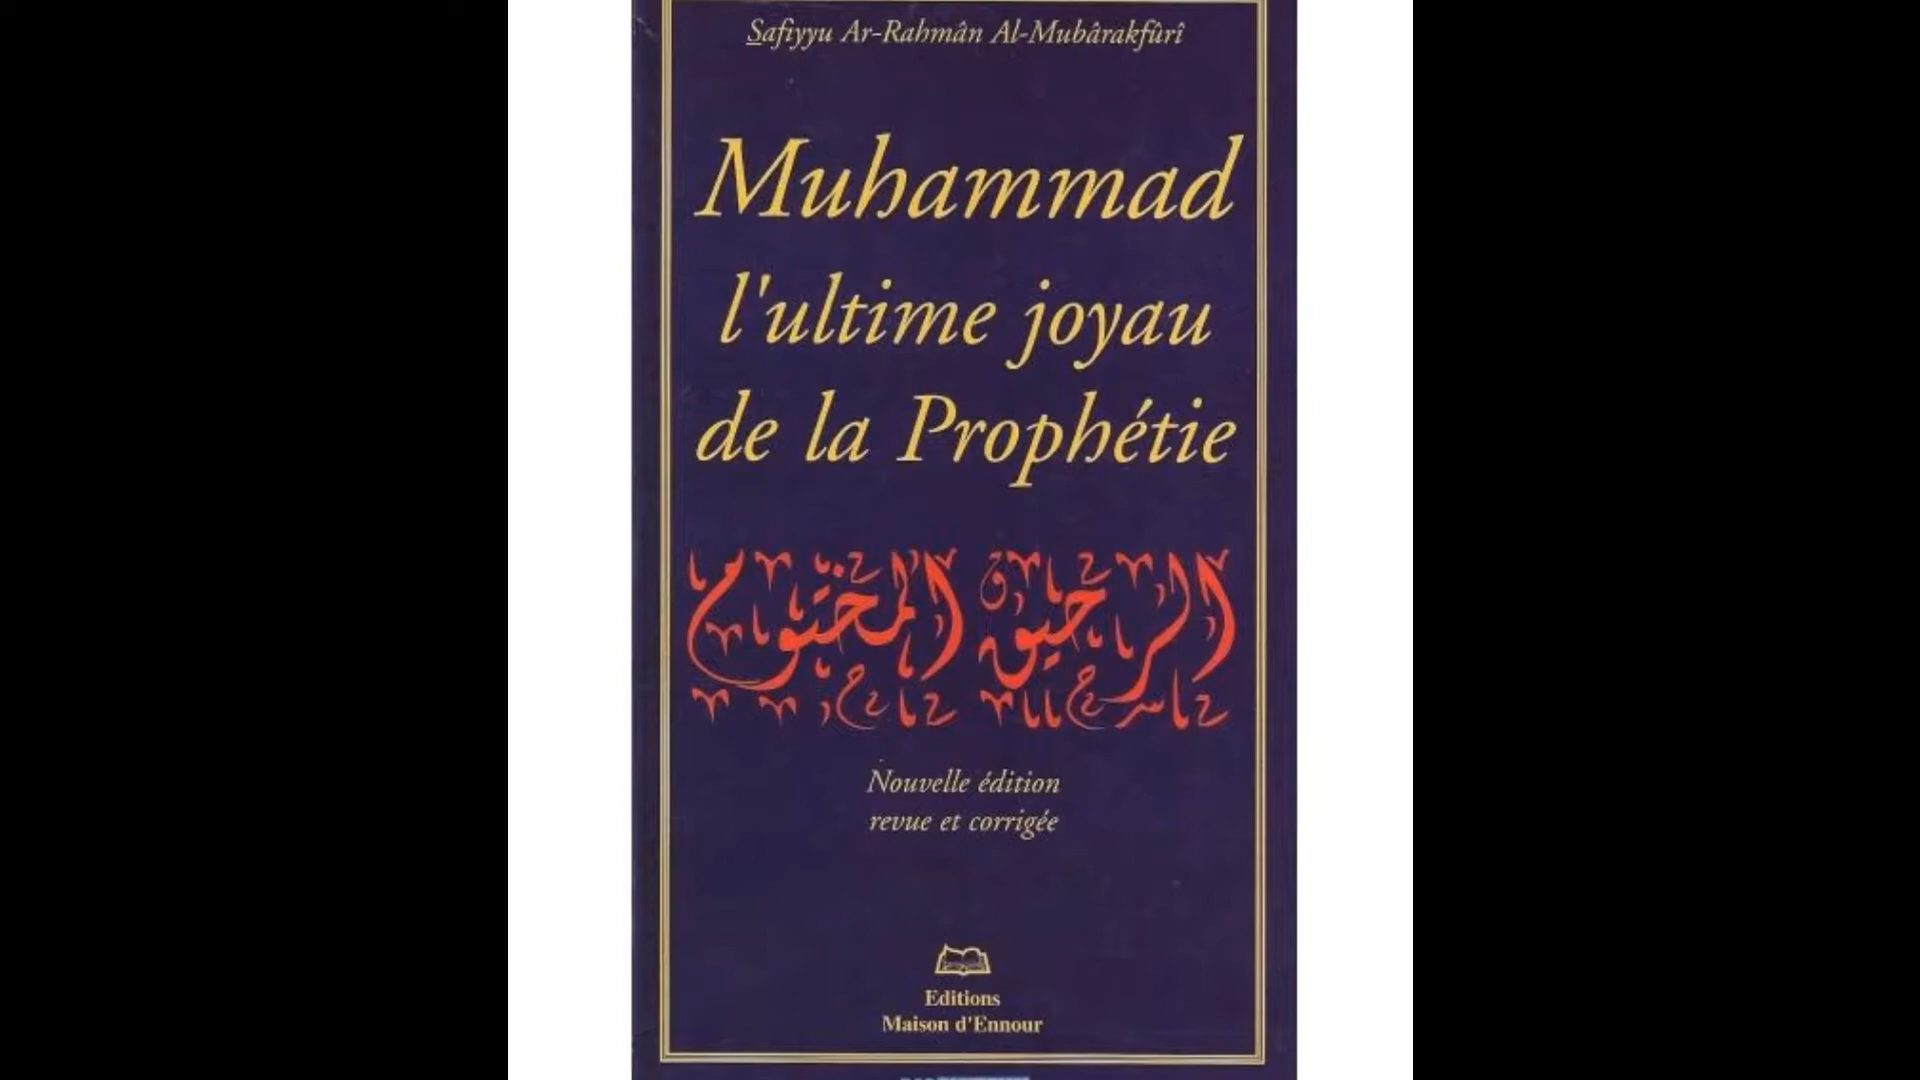 Safiyyu Ar-Rahmân Al-Mubârakfûrî
Muhammad
l'ultime joyau
de la Prophétie
الرحيق المختوم
Nouvelle édition
revue et corrigée
Editions
Maison d'Ennour